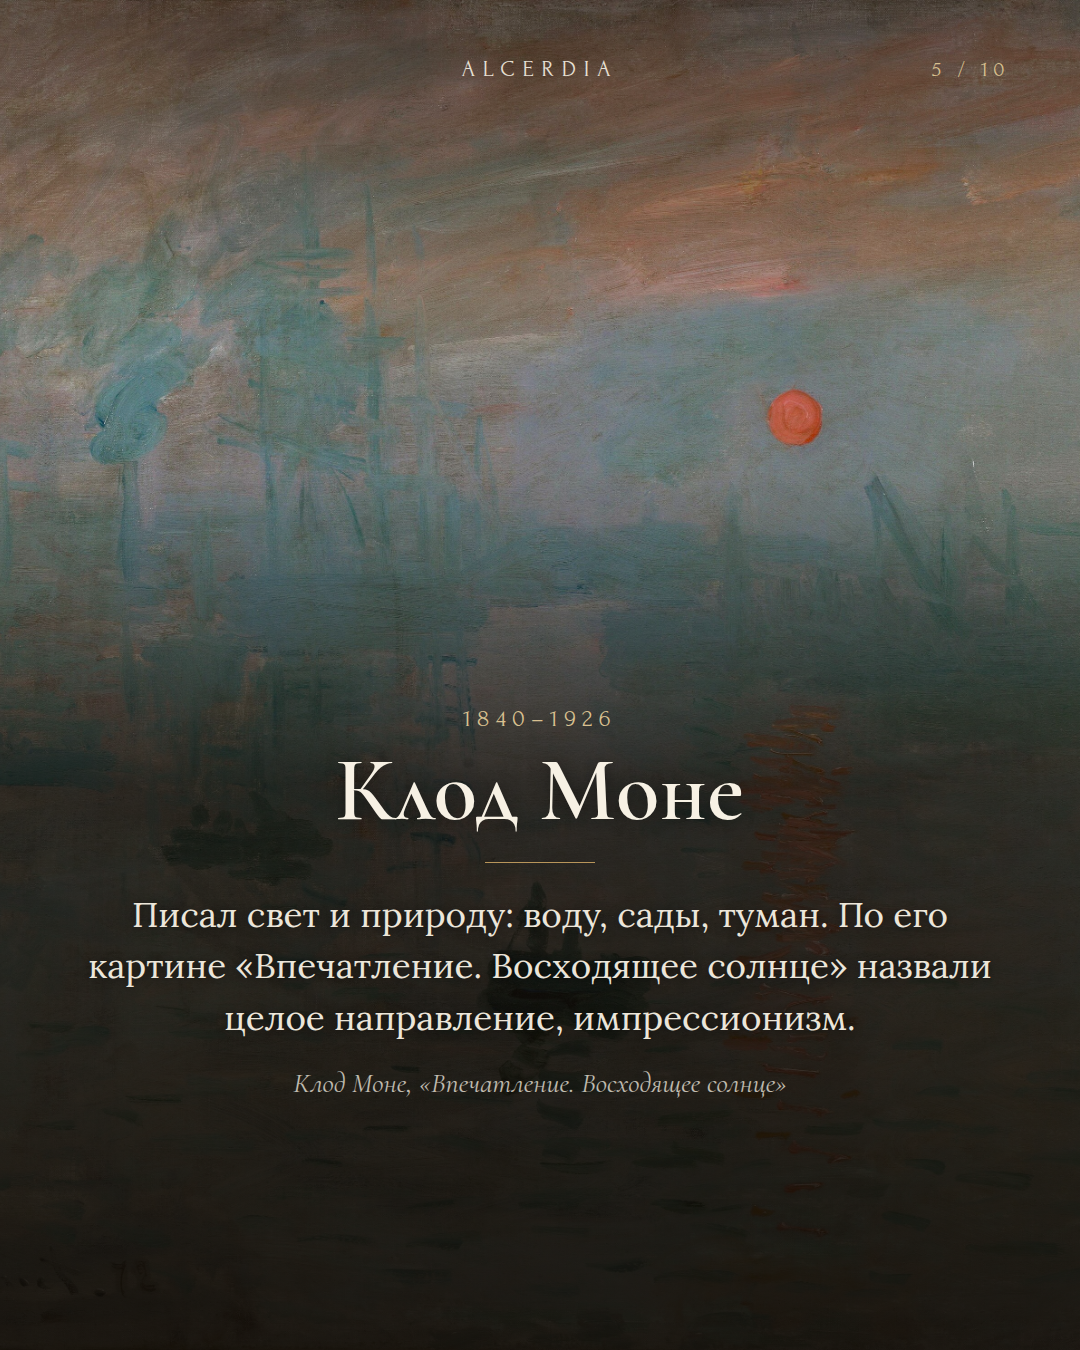 ALCERDIA
5 / 10
1840–1926
Клод Моне
Писал свет и природу: воду, сады, туман. По его
картине «Впечатление. Восходящее солнце» назвали
целое направление, импрессионизм.
Клод Моне, «Впечатление. Восходящее солнце»